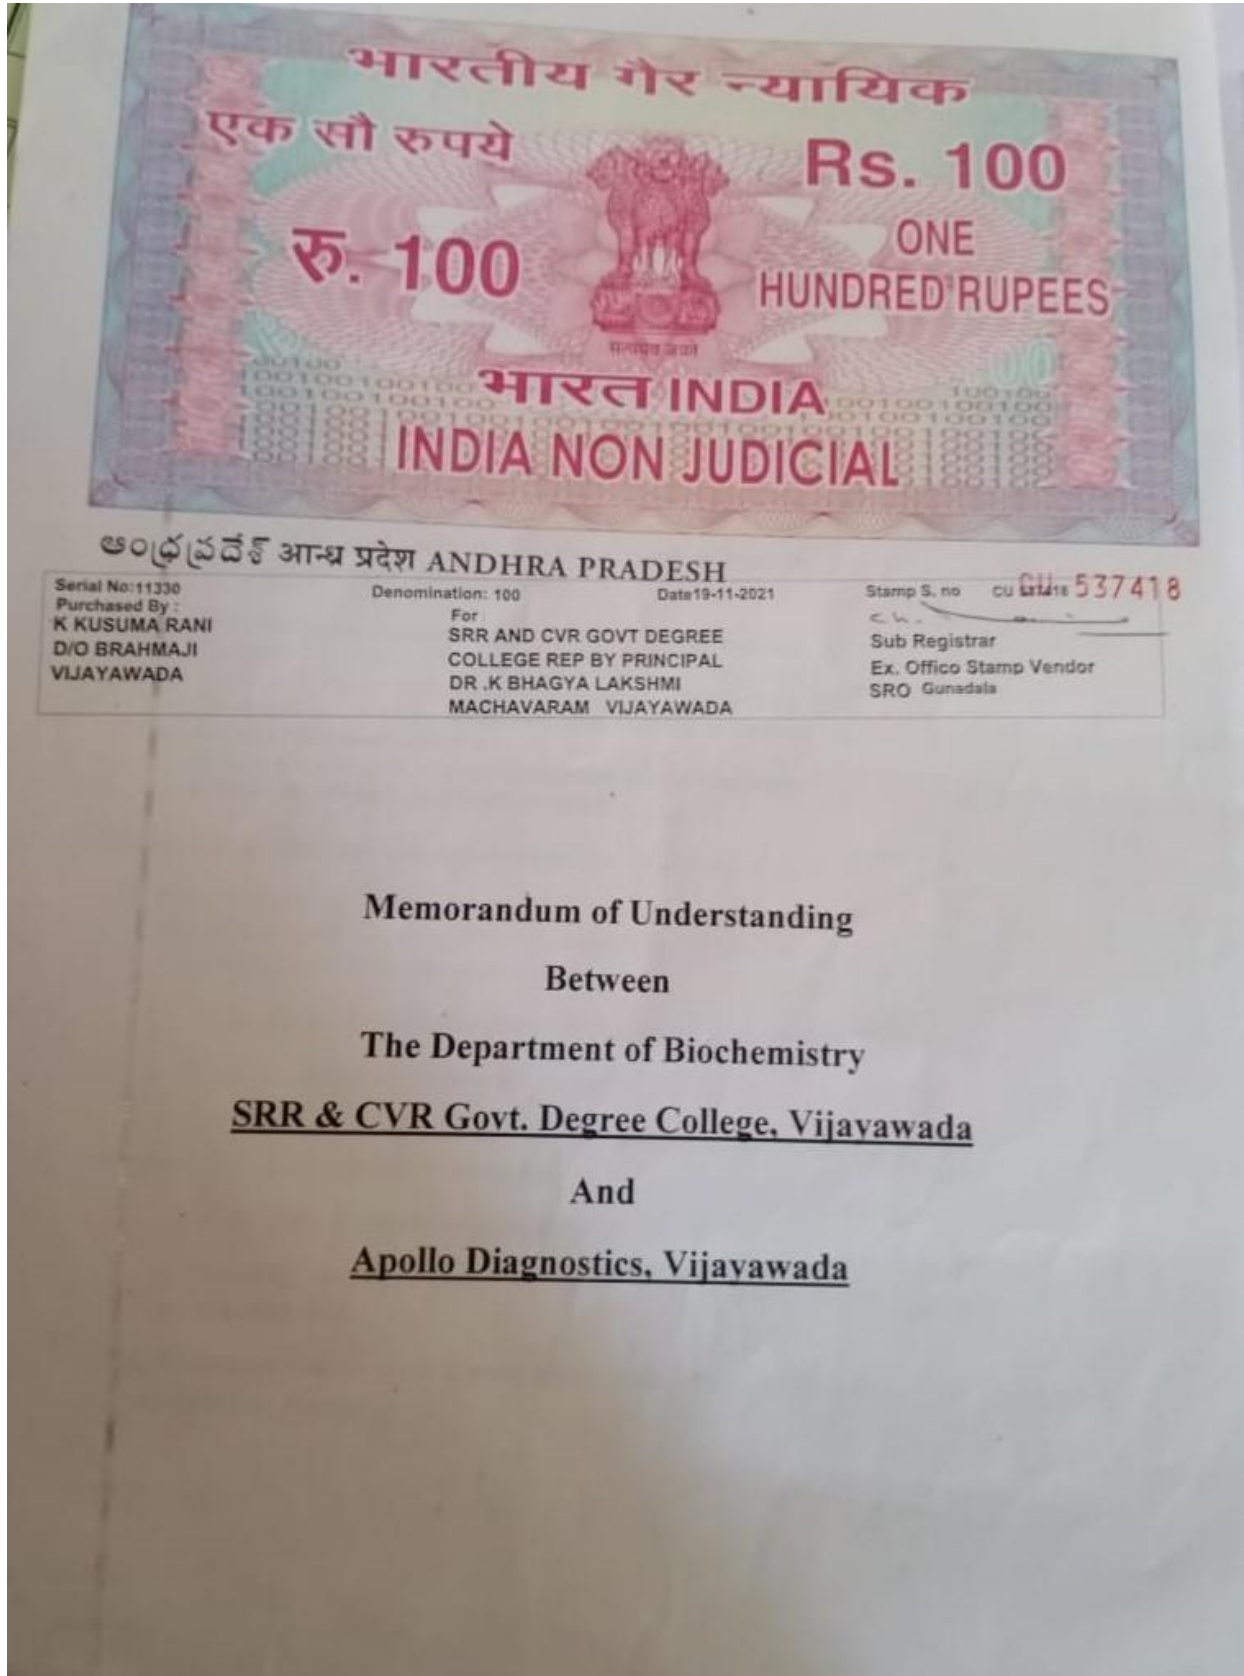 भारतीय गैर न्यायिक
एक सौ रुपये
Rs. 100
रु. 100
ONE
HUNDRED RUPEES
सत्यमेव जयते
भारत INDIA
INDIA NON JUDICIAL
ఆంధ్రప్రదేశ్ आन्ध्र प्रदेश ANDHRA PRADESH
Serial No:11330 Denomination: 100 Date19-11-2021 Stamp S. no CU 537418
Purchased By : For
K KUSUMA RANI SRR AND CVR GOVT DEGREE Sub Registrar
D/O BRAHMAJI COLLEGE REP BY PRINCIPAL Ex. Offico Stamp Vendor
VIJAYAWADA DR .K BHAGYA LAKSHMI SRO Gunadala
MACHAVARAM VIJAYAWADA
Memorandum of Understanding
Between
The Department of Biochemistry
SRR & CVR Govt. Degree College, Vijayawada
And
Apollo Diagnostics, Vijayawada